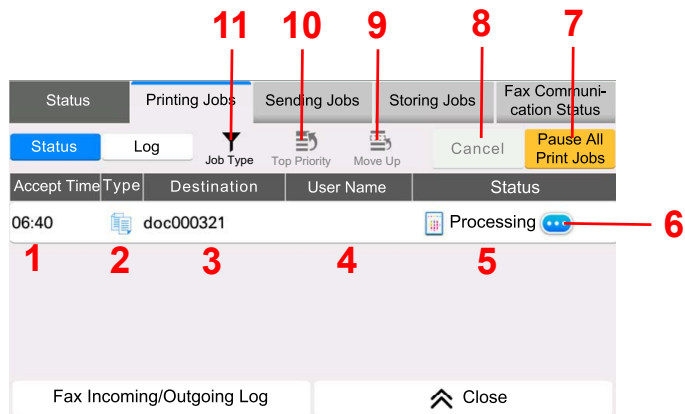 11 10 9 8 7
Status Printing Jobs Sending Jobs Storing Jobs Fax Communi-
cation Status
Status Log Job Type Top Priority Move Up Cancel Pause All
Print Jobs
Accept Time Type Destination User Name Status
06:40 doc000321 Processing 6
1 2 3 4 5
Fax Incoming/Outgoing Log Close